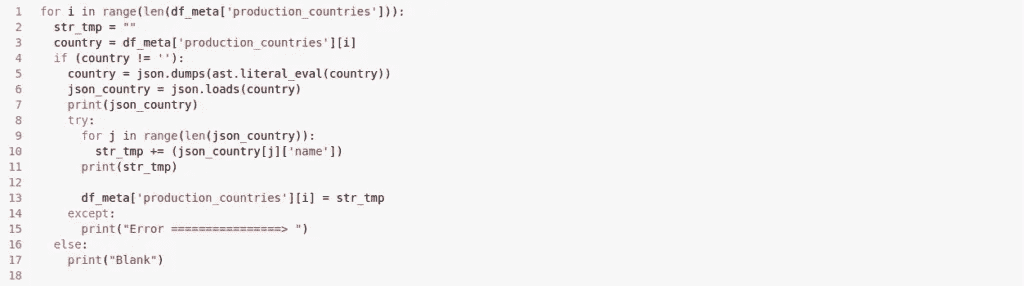 1 for i in range(len(df_meta['production_countries'])):
2   str_tmp = ""
3   country = df_meta['production_countries'][i]
4   if (country != ''):
5     country = json.dumps(ast.literal_eval(country))
6     json_country = json.loads(country)
7     print(json_country)
8     try:
9       for j in range(len(json_country)):
10         str_tmp += (json_country[j]['name'])
11       print(str_tmp)
12
13       df_meta['production_countries'][i] = str_tmp
14     except:
15       print("Error ================> ")
16   else:
17     print("Blank")
18